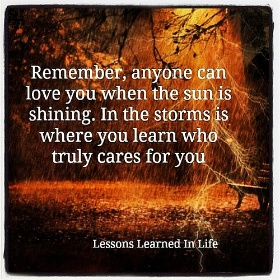 Remember, anyone can
love you when the sun is
shining. In the storms is
where you learn who
truly cares for you
Lessons Learned In Life